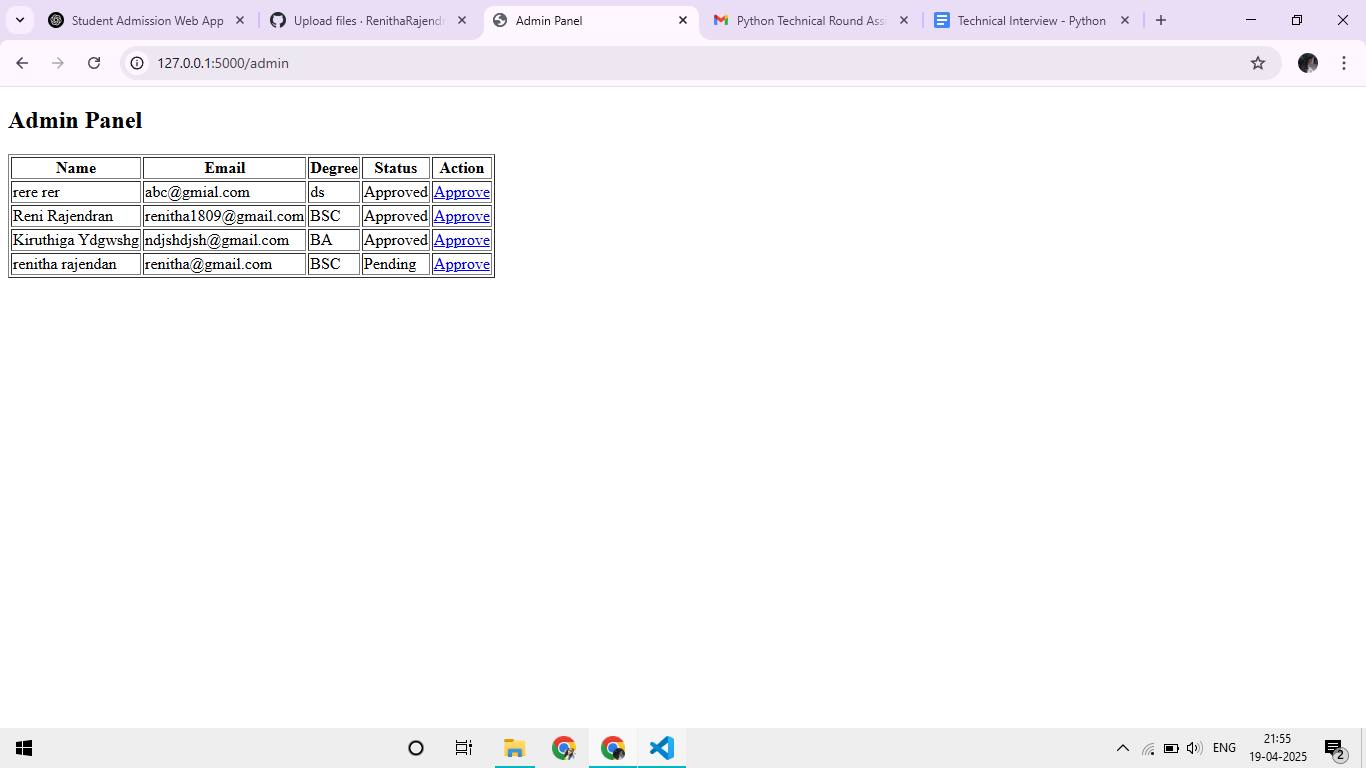 Student Admission Web App
Upload files · RenithaRajendr
Admin Panel
Python Technical Round Assi
Technical Interview - Python
127.0.0.1:5000/admin
Admin Panel
Name Email Degree Status Action
rere rer abc@gmial.com ds Approved Approve
Reni Rajendran renitha1809@gmail.com BSC Approved Approve
Kiruthiga Ydgwshg ndjshdjsh@gmail.com BA Approved Approve
renitha rajendan renitha@gmail.com BSC Pending Approve
ENG
21:55
19-04-2025
2